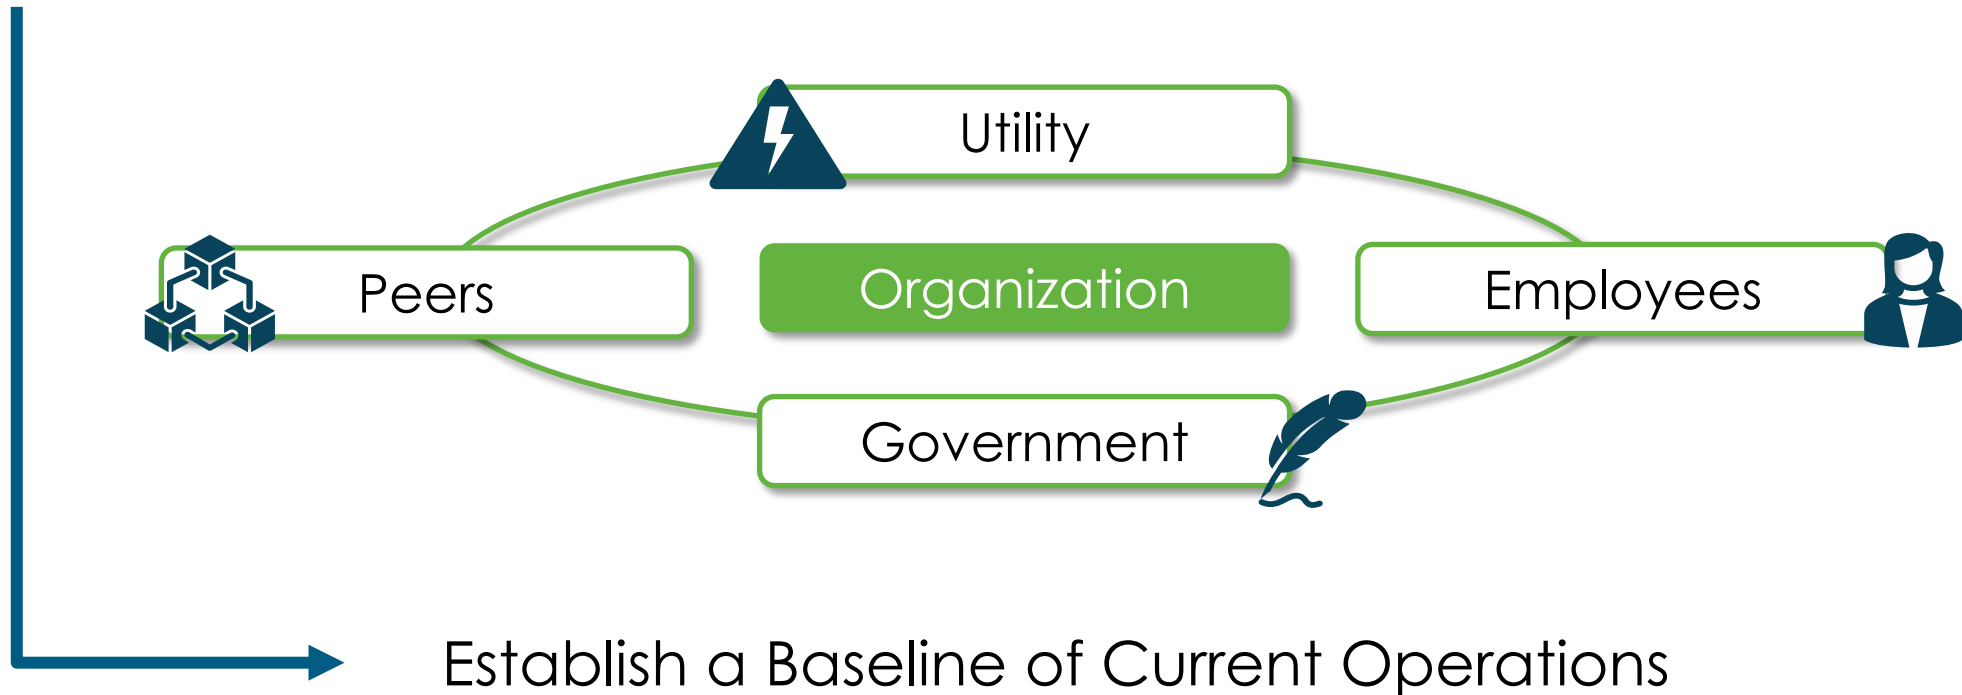 Utility
Peers
Organization
Employees
Government
Establish a Baseline of Current Operations